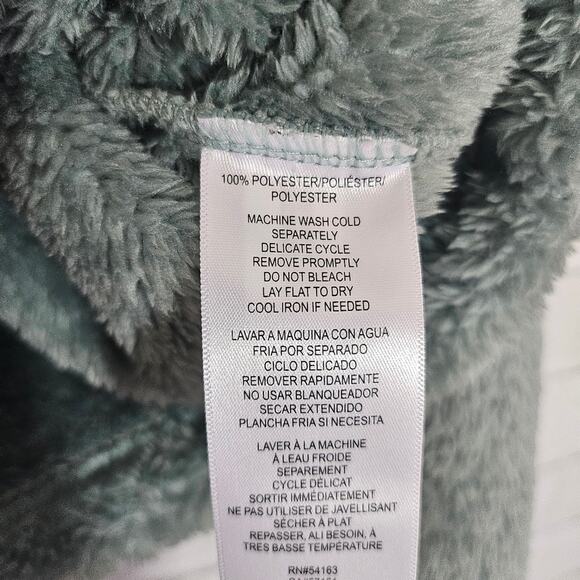 100% POLYESTER/POLIÉSTER/
POLYESTER
MACHINE WASH COLD
SEPARATELY
DELICATE CYCLE
REMOVE PROMPTLY
DO NOT BLEACH
LAY FLAT TO DRY
COOL IRON IF NEEDED
LAVAR A MAQUINA CON AGUA
FRIA POR SEPARADO
CICLO DELICADO
REMOVER RAPIDAMENTE
NO USAR BLANQUEADOR
SECAR EXTENDIDO
PLANCHA FRIA SI NECESITA
LAVER À LA MACHINE
À LEAU FROIDE
SEPAREMENT
CYCLE DÉLICAT
SORTIR IMMÉDIATEMENT
NE PAS UTILISER DE JAVELLISANT
SÉCHER À PLAT
REPASSER, ALI BESOIN, À
TRES BASSE TEMPÉRATURE
RN#54163